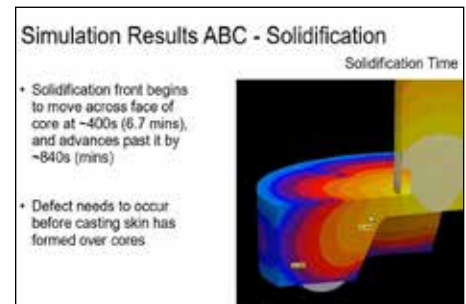 Simulation Results ABC - Solidification
Solidification Time
• Solidification front begins
to move across face of
core at ~400s (6.7 mins),
and advances past it by
~840s (mins)
• Defect needs to occur
before casting skin has
formed over cores